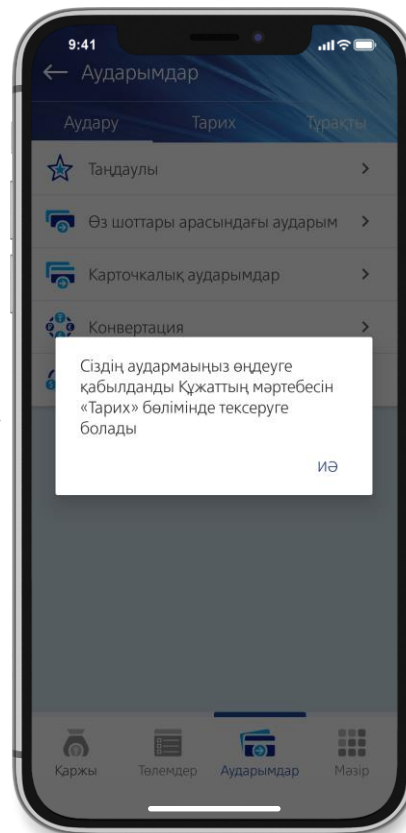 9:41
← Аударымдар
Аудару Тарих Тұрақты
Таңдаулы
Өз шоттары арасындағы аударым
Карточкалық аударымдар
Конвертация
Сіздің аудармаыңыз өңдеуге
қабылданды Құжаттың мәртебесін
«Тарих» бөлімінде тексеруге
болады
ИӘ
Қаржы Төлемдер Аударымдар Мәзір